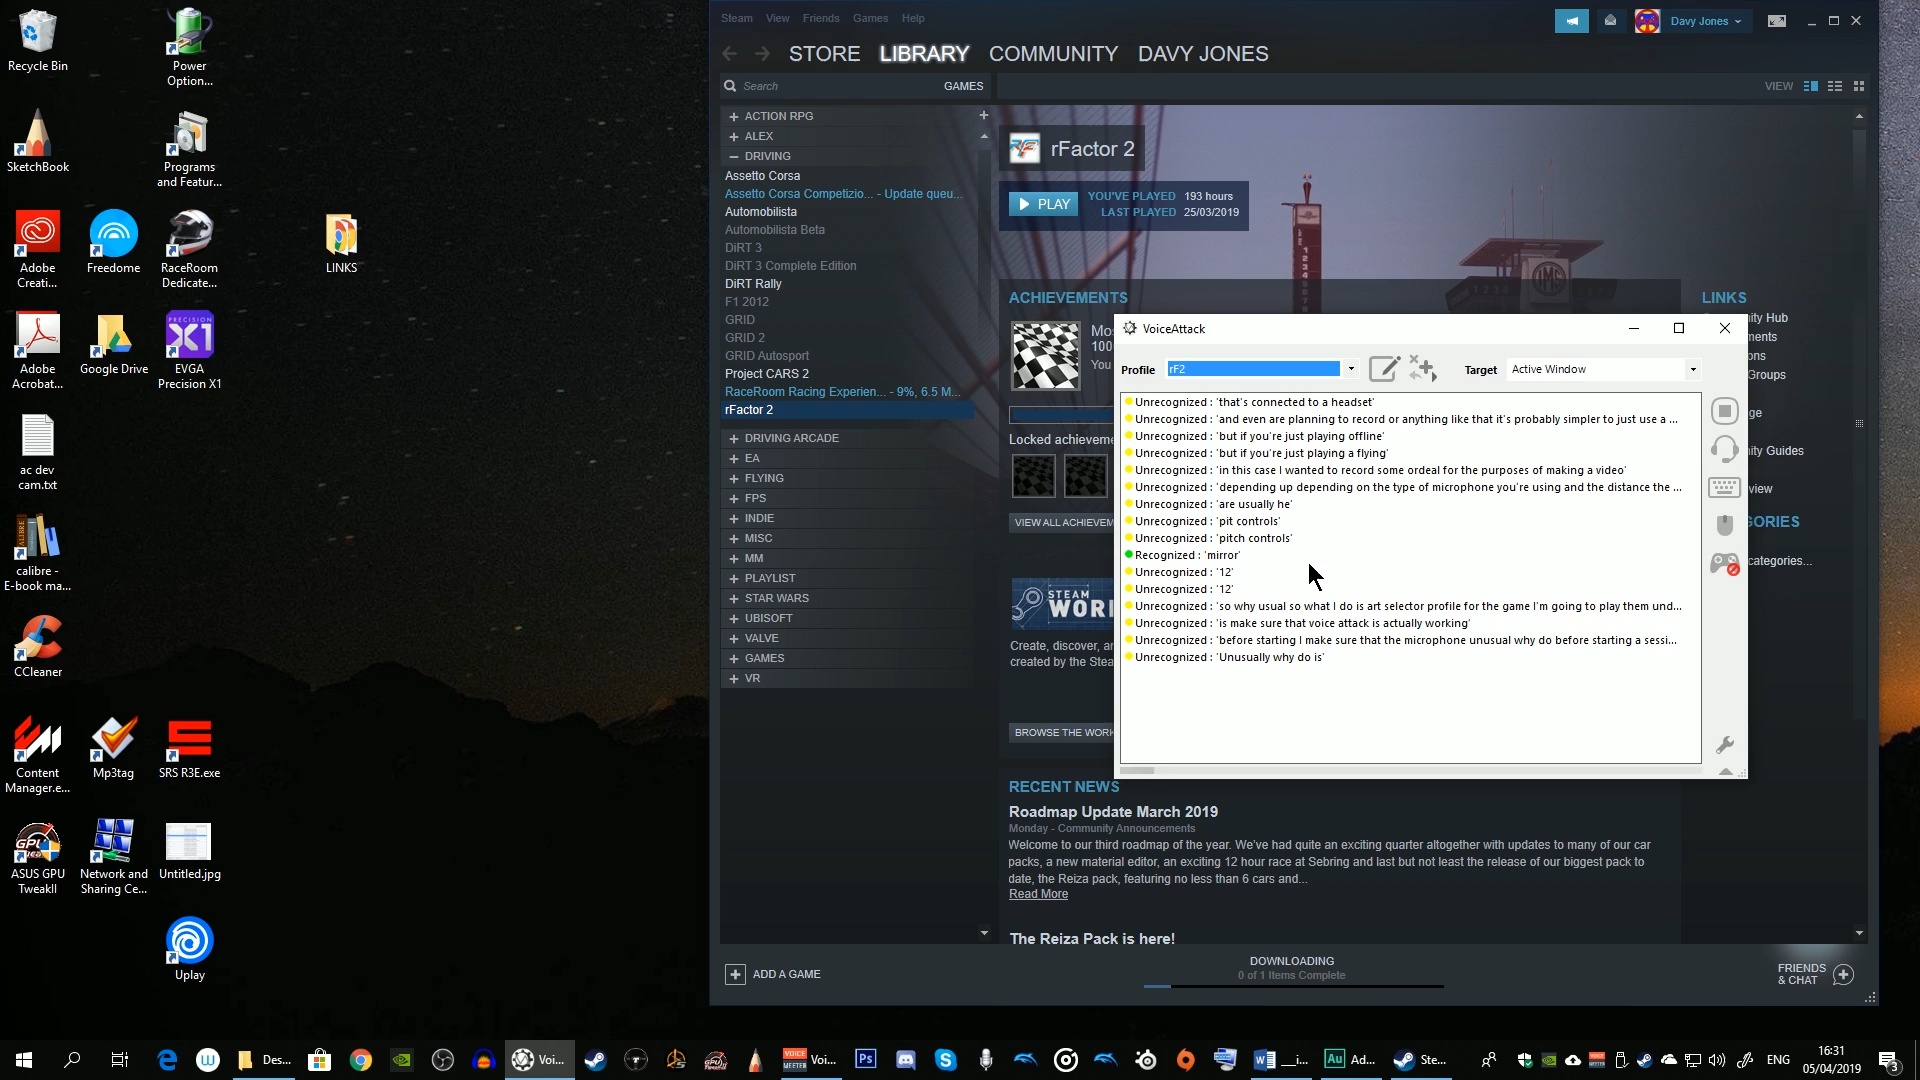 Recycle Bin
Power
Option...
SketchBook
Programs
and Featur...
Adobe
Creati...
Freedome
RaceRoom
Dedicate...
LINKS
Adobe
Acrobat...
Google Drive
EVGA
Precision X1
ac dev
cam.txt
calibre -
E-book ma...
CCleaner
Content
Manager.e...
Mp3tag
SRS R3E.exe
ASUS GPU
TweakII
Network and
Sharing Ce...
Untitled.jpg
Uplay
Steam View Friends Games Help
Davy Jones
STORE LIBRARY COMMUNITY DAVY JONES
Search GAMES
VIEW
+ ACTION RPG
+ ALEX
– DRIVING
Assetto Corsa
Assetto Corsa Competizio... - Update queu...
Automobilista
Automobilista Beta
DiRT 3
DiRT 3 Complete Edition
DiRT Rally
F1 2012
GRID
GRID 2
GRID Autosport
Project CARS 2
RaceRoom Racing Experien... - 9%, 6.5 M...
rFactor 2
+ DRIVING ARCADE
+ EA
+ FLYING
+ FPS
+ INDIE
+ MISC
+ MM
+ PLAYLIST
+ STAR WARS
+ UBISOFT
+ VALVE
+ GAMES
+ VR
rFactor 2
PLAY
YOU'VE PLAYED 193 hours
LAST PLAYED 25/03/2019
ACHIEVEMENTS
100
You
Locked achieveme
VIEW ALL ACHIEVEM
STEAM
WOR
Create, discover, ar
created by the Stea
BROWSE THE WORK
LINKS
ity Hub
ments
ons
Groups
ge
ity Guides
view
GORIES
categories...
VoiceAttack
Profile rF2 Target Active Window
Unrecognized : 'that's connected to a headset'
Unrecognized : 'and even are planning to record or anything like that it's probably simpler to just use a ...
Unrecognized : 'but if you're just playing offline'
Unrecognized : 'but if you're just playing a flying'
Unrecognized : 'in this case I wanted to record some ordeal for the purposes of making a video'
Unrecognized : 'depending up depending on the type of microphone you're using and the distance the ...
Unrecognized : 'are usually he'
Unrecognized : 'pit controls'
Unrecognized : 'pitch controls'
Recognized : 'mirror'
Unrecognized : '12'
Unrecognized : '12'
Unrecognized : 'so why usual so what I do is art selector profile for the game I'm going to play them und...
Unrecognized : 'is make sure that voice attack is actually working'
Unrecognized : 'before starting I make sure that the microphone unusual why do before starting a sessi...
Unrecognized : 'Unusually why do is'
RECENT NEWS
Roadmap Update March 2019
Monday - Community Announcements
Welcome to our third roadmap of the year. We've had quite an exciting quarter altogether with updates to many of our car
packs, a new material editor, an exciting 12 hour race at Sebring and last but not least the release of our biggest pack to
date, the Reiza pack, featuring no less than 6 cars and...
Read More
The Reiza Pack is here!
ADD A GAME
DOWNLOADING
0 of 1 Items Complete
FRIENDS
& CHAT
Des...
Voi...
Voi...
__i...
Ad...
Ste...
ENG
16:31
05/04/2019
3